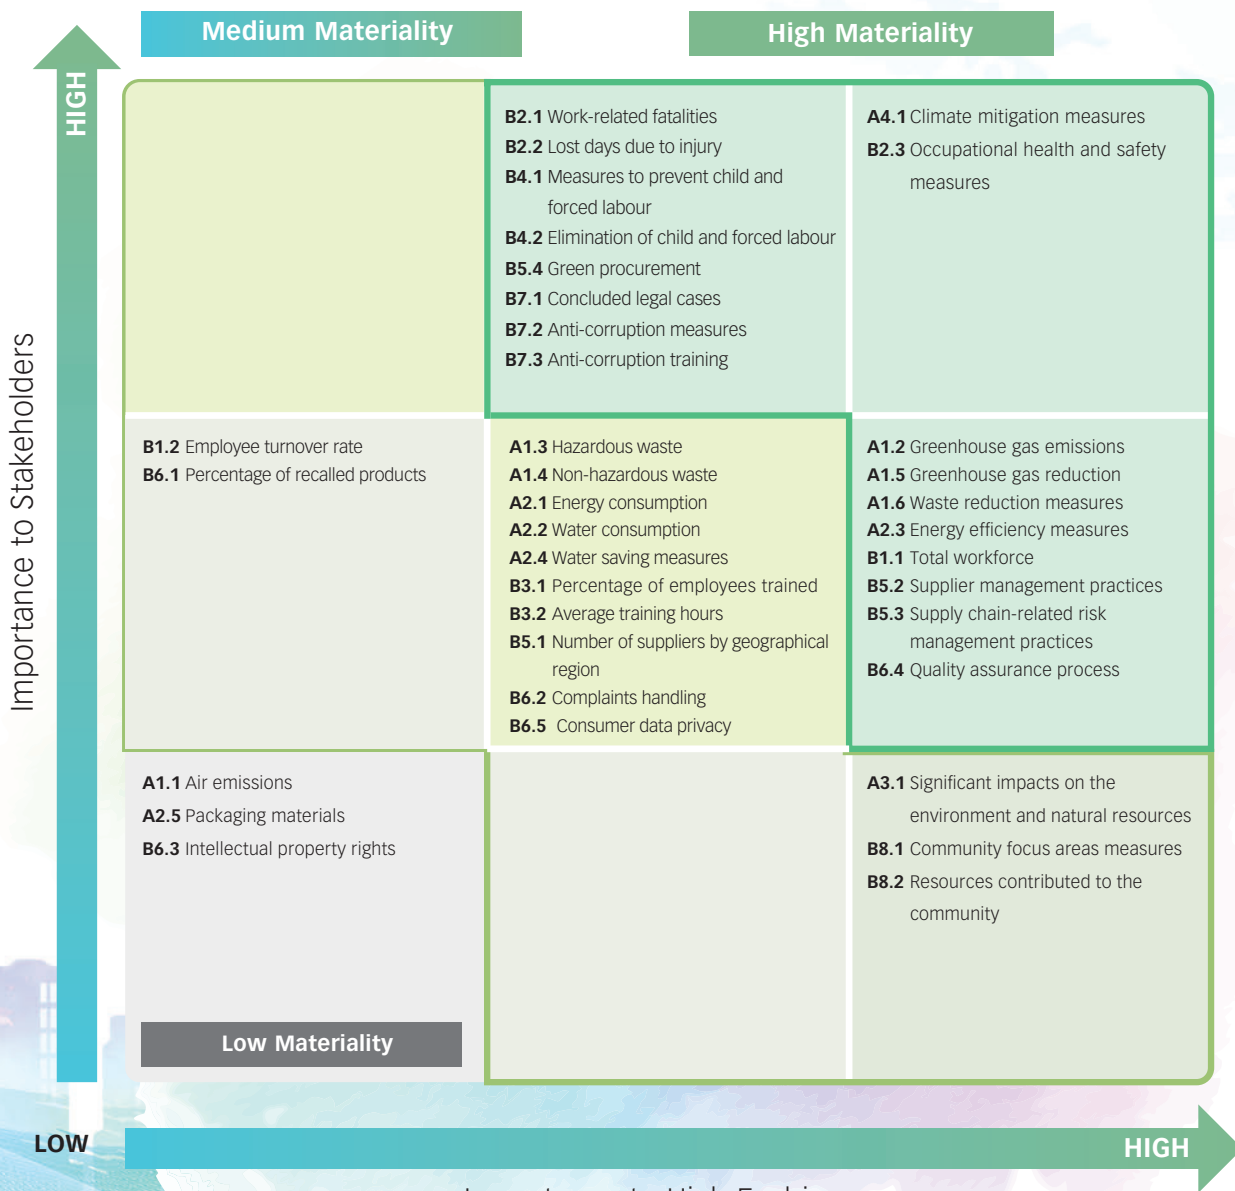 Medium Materiality
High Materiality
HIGH
Importance to Stakeholders
B2.1 Work-related fatalities
B2.2 Lost days due to injury
B4.1 Measures to prevent child and
forced labour
B4.2 Elimination of child and forced labour
B5.4 Green procurement
B7.1 Concluded legal cases
B7.2 Anti-corruption measures
B7.3 Anti-corruption training
A4.1 Climate mitigation measures
B2.3 Occupational health and safety
measures
B1.2 Employee turnover rate
B6.1 Percentage of recalled products
A1.3 Hazardous waste
A1.4 Non-hazardous waste
A2.1 Energy consumption
A2.2 Water consumption
A2.4 Water saving measures
B3.1 Percentage of employees trained
B3.2 Average training hours
B5.1 Number of suppliers by geographical
region
B6.2 Complaints handling
B6.5 Consumer data privacy
A1.2 Greenhouse gas emissions
A1.5 Greenhouse gas reduction
A1.6 Waste reduction measures
A2.3 Energy efficiency measures
B1.1 Total workforce
B5.2 Supplier management practices
B5.3 Supply chain-related risk
management practices
B6.4 Quality assurance process
A1.1 Air emissions
A2.5 Packaging materials
B6.3 Intellectual property rights
A3.1 Significant impacts on the
environment and natural resources
B8.1 Community focus areas measures
B8.2 Resources contributed to the
community
Low Materiality
LOW
HIGH